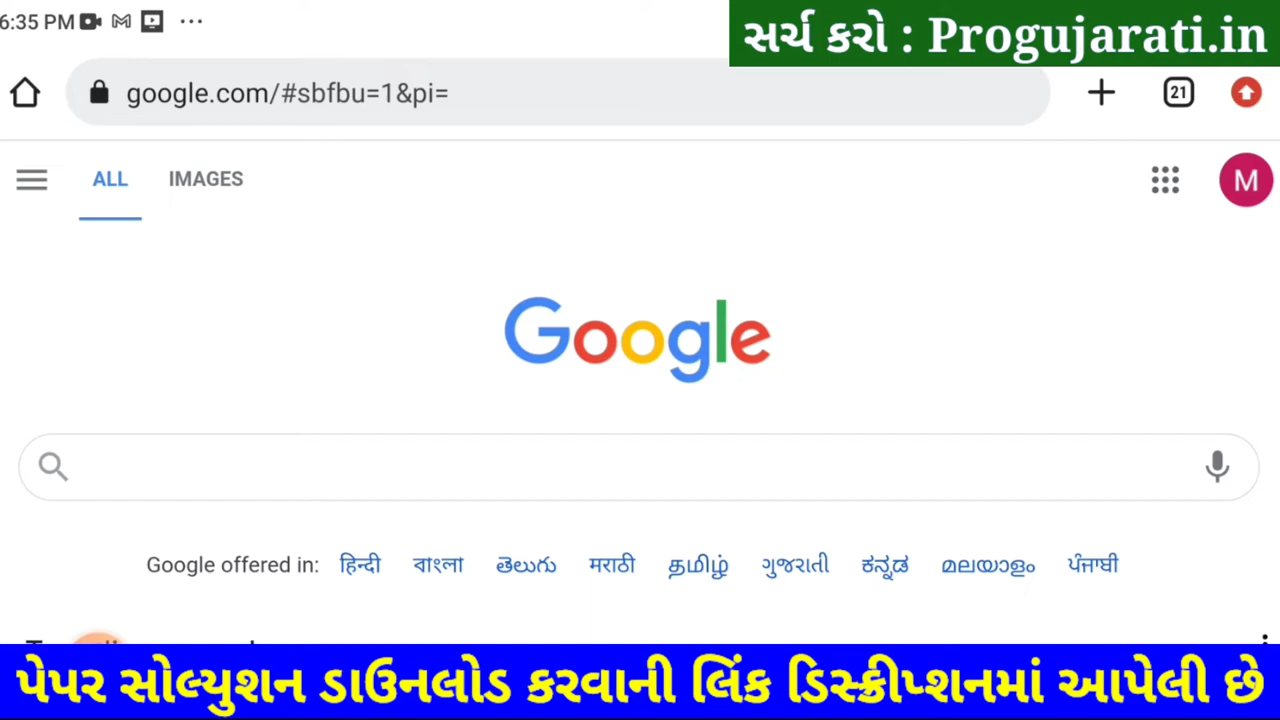 6:35 PM
સર્ચ કરો : Progujarati.in
google.com/#sbfbu=1&pi=
21
ALL IMAGES
M
Google
Google offered in: हिन्दी বাংলা తెలుగు मराठी தமிழ் ગુજરાતી ಕನ್ನಡ മലയാളം ਪੰਜਾਬੀ
પેપર સોલ્યુશન ડાઉનલોડ કરવાની લિંક ડિસ્ક્રીપ્શનમાં આપેલી છે